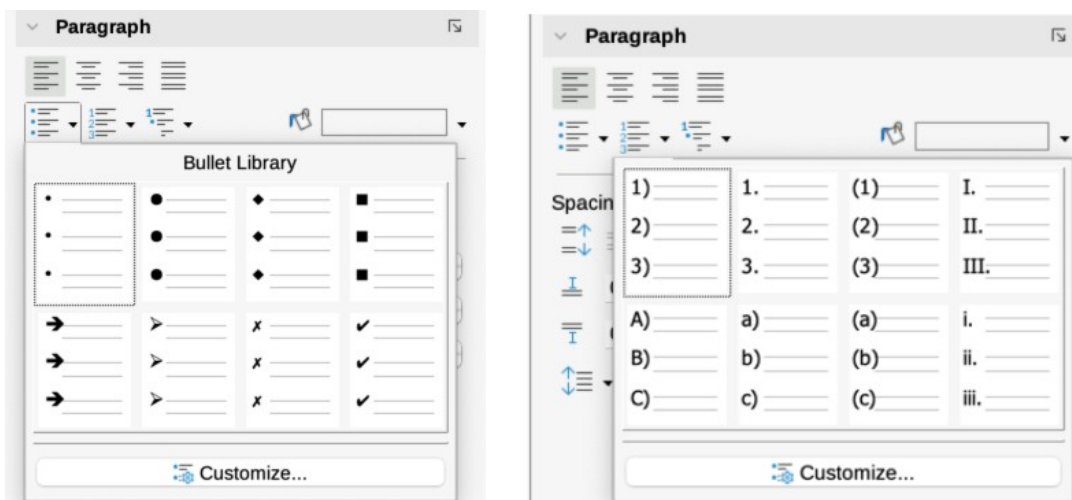 Paragraph
Bullet Library
Customize...
Paragraph
Spacin
1) 1. (1) I.
2) 2. (2) II.
3) 3. (3) III.
A) a) (a) i.
B) b) (b) ii.
C) c) (c) iii.
Customize...